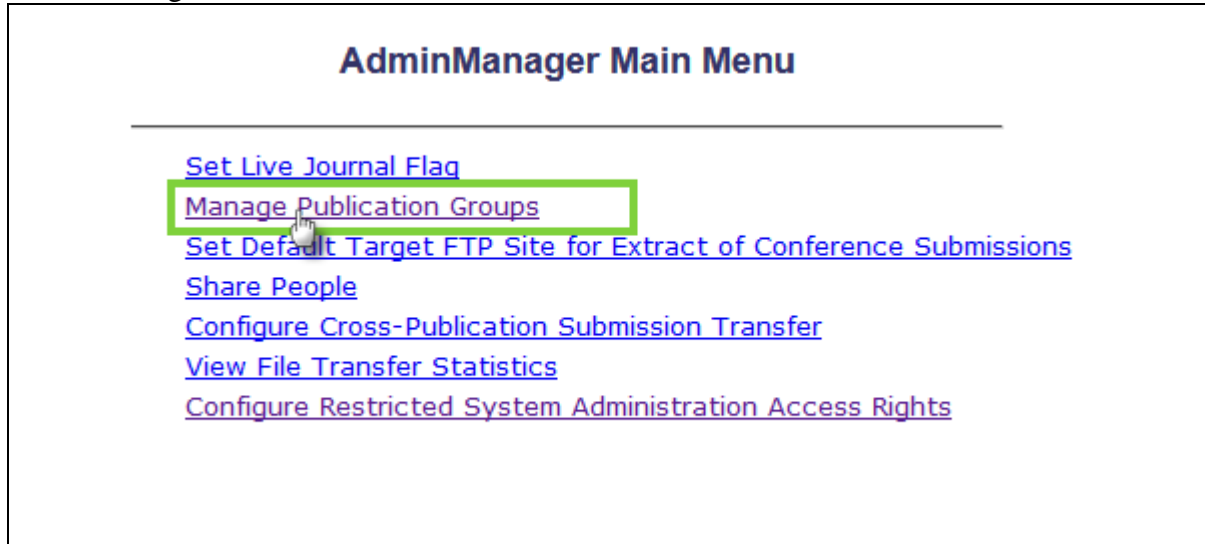 AdminManager Main Menu
Set Live Journal Flag
Manage Publication Groups
Set Default Target FTP Site for Extract of Conference Submissions
Share People
Configure Cross-Publication Submission Transfer
View File Transfer Statistics
Configure Restricted System Administration Access Rights